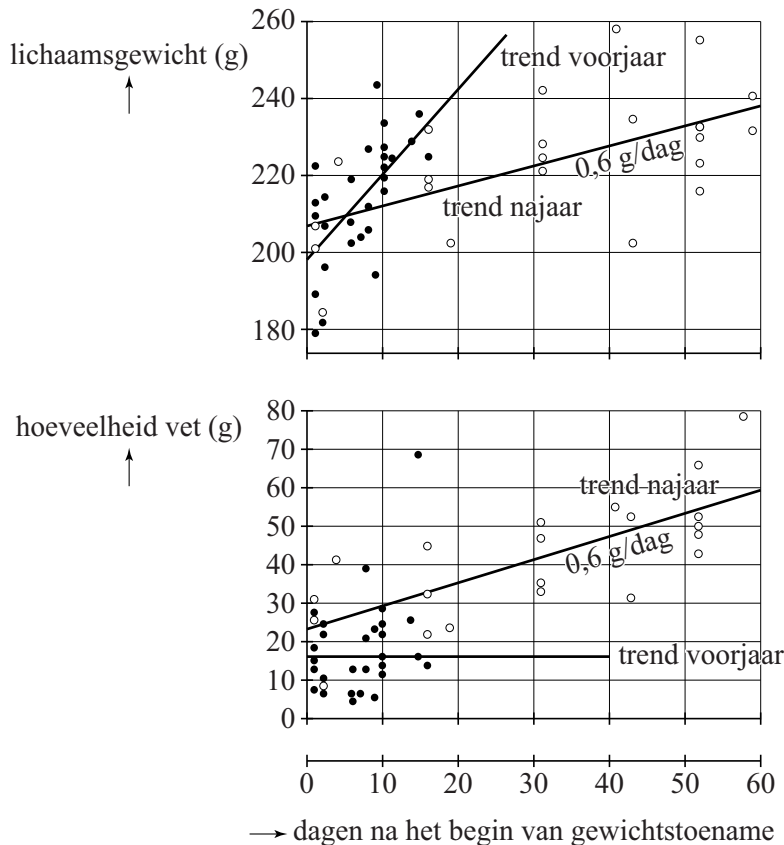 260
lichaamsgewicht (g)
trend voorjaar
240
0,6 g/dag
220
trend najaar
200
180
80
hoeveelheid vet (g)
70
trend najaar
60
50
0,6 g/dag
40
30
20
trend voorjaar
10
0
0 10 20 30 40 50 60
dagen na het begin van gewichtstoename